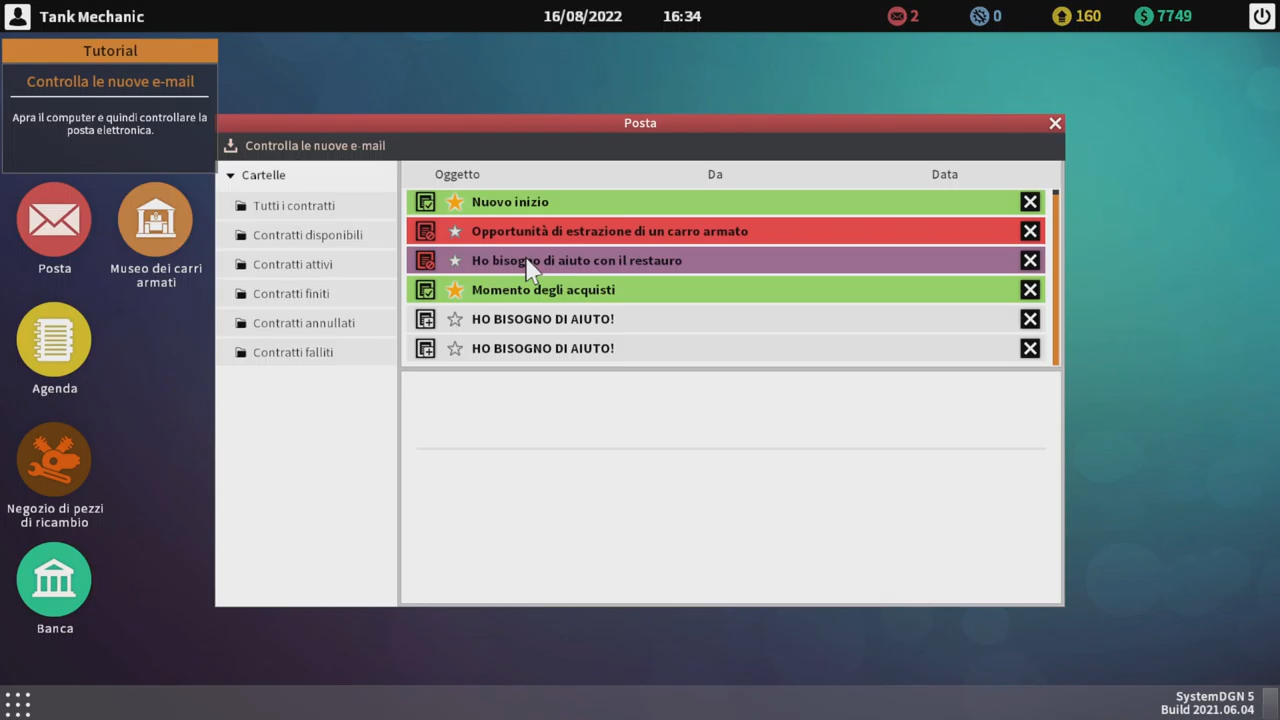 Tank Mechanic
16/08/2022
16:34
2
0
160
7749
Tutorial
Controlla le nuove e-mail
Apra il computer e quindi controllare la
posta elettronica.
Posta
Controlla le nuove e-mail
Cartelle
Tutti i contratti
Contratti disponibili
Contratti attivi
Contratti finiti
Contratti annullati
Contratti falliti
Oggetto
Da
Data
Nuovo inizio
Opportunità di estrazione di un carro armato
Ho bisogno di aiuto con il restauro
Momento degli acquisti
HO BISOGNO DI AIUTO!
HO BISOGNO DI AIUTO!
Posta
Museo dei carri
armati
Agenda
Negozio di pezzi
di ricambio
Banca
SystemDGN 5
Build 2021.06.04